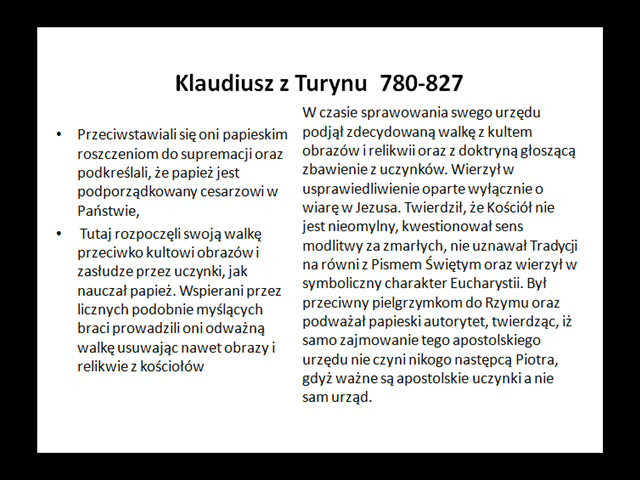 Klaudiusz z Turynu 780-827
• Przeciwstawiali się oni papieskim
roszczeniom do supremacji oraz
podkreślali, że papież jest
podporządkowany cesarzowi w
Państwie,
• Tutaj rozpoczęli swoją walkę
przeciwko kultowi obrazów i
zasłudze przez uczynki, jak
nauczał papież. Wspierani przez
licznych podobnie myślących
braci prowadzili oni odważną
walkę usuwając nawet obrazy i
relikwie z kościołów
W czasie sprawowania swego urzędu
podjął zdecydowaną walkę z kultem
obrazów i relikwii oraz z doktryną głoszącą
zbawienie z uczynków. Wierzył w
usprawiedliwienie oparte wyłącznie o
wiarę w Jezusa. Twierdził, że Kościół nie
jest nieomylny, kwestionował sens
modlitwy za zmarłych, nie uznawał Tradycji
na równi z Pismem Świętym oraz wierzył w
symboliczny charakter Eucharystii. Był
przeciwny pielgrzymkom do Rzymu oraz
podważał papieski autorytet, twierdząc, iż
samo zajmowanie tego apostolskiego
urzędu nie czyni nikogo następcą Piotra,
gdyż ważne są apostolskie uczynki a nie
sam urząd.